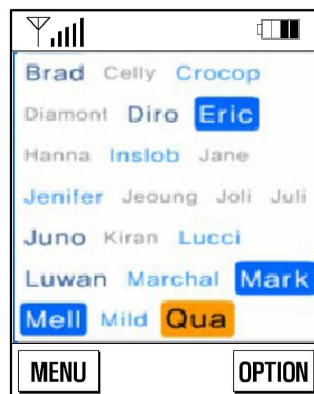 Brad Celly Crocop
Diamont Diro Eric
Hanna Inslob Jane
Jenifer Jeoung Joli Juli
Juno Kiran Lucci
Luwan Marchal Mark
Mell Mild Qua
MENU OPTION